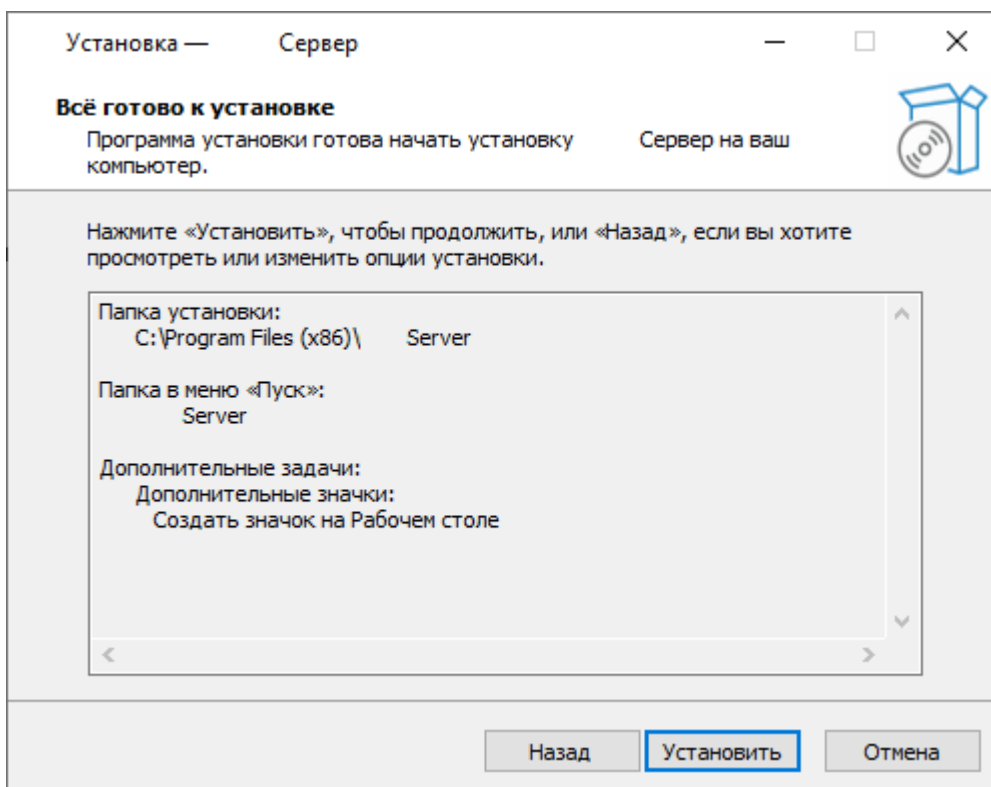 Установка — Сервер
Всё готово к установке
Программа установки готова начать установку Сервер на ваш
компьютер.
Нажмите «Установить», чтобы продолжить, или «Назад», если вы хотите
просмотреть или изменить опции установки.
Папка установки:
C:\Program Files (x86)\ Server
Папка в меню «Пуск»:
Server
Дополнительные задачи:
Дополнительные значки:
Создать значок на Рабочем столе
Назад Установить Отмена